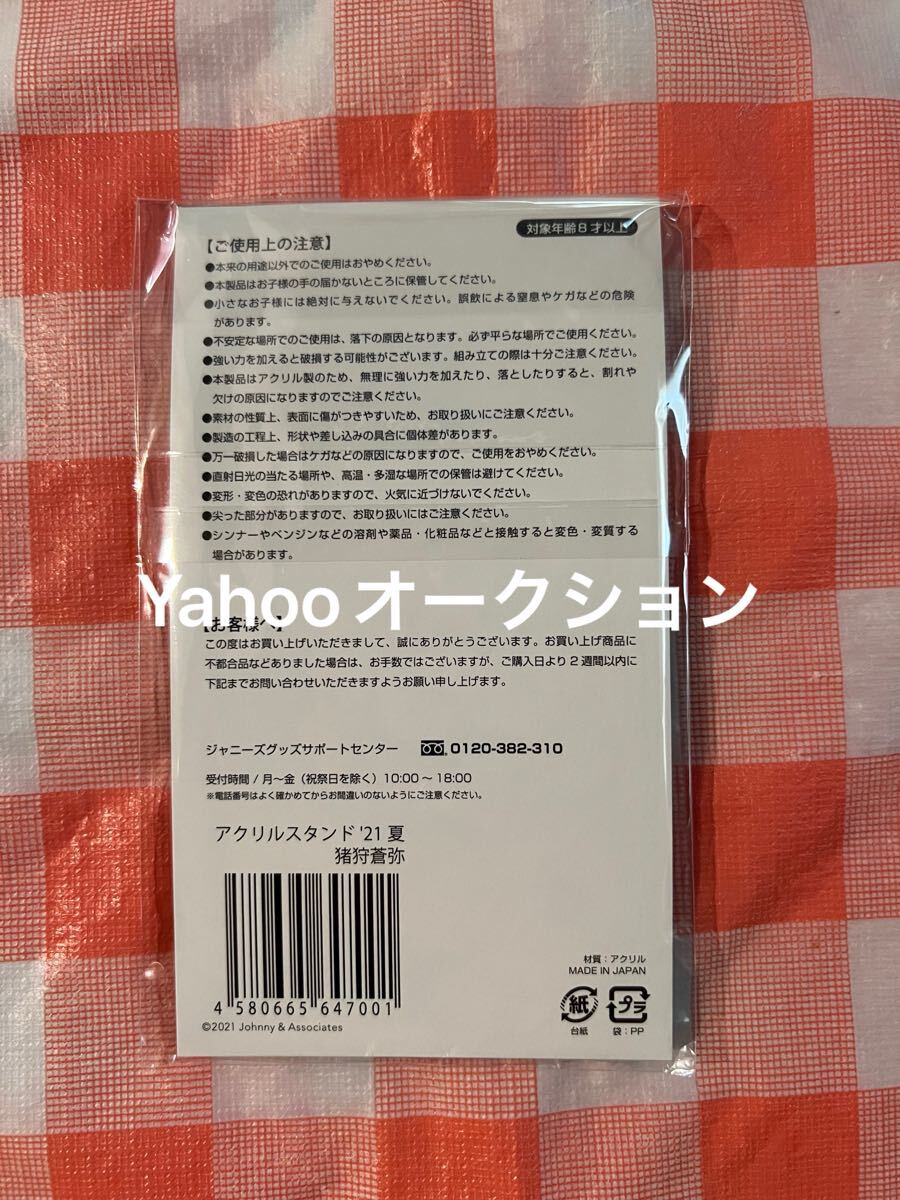 対象年齢8才以上
【ご使用上の注意】
●本来の用途以外でのご使用はおやめください。
●本製品はお子様の手の届かないところに保管してください。
●小さなお子様には絶対に与えないでください。誤飲による窒息やケガなどの危険
があります。
●不安定な場所でのご使用は、落下の原因となります。必ず平らな場所でご使用ください。
●強い力を加えると破損する可能性がございます。組み立ての際は十分ご注意ください。
●本製品はアクリル製のため、無理に強い力を加えたり、落としたりすると、割れや
欠けの原因になりますのでご注意ください。
●素材の性質上、表面に傷がつきやすいため、お取り扱いにご注意ください。
●製造の工程上、形状や差し込みの具合に個体差があります。
●万一破損した場合はケガなどの原因になりますので、ご使用をおやめください。
●直射日光の当たる場所や、高温・多湿な場所での保管は避けてください。
●変形・変色の恐れがありますので、火気に近づけないでください。
●尖った部分がありますので、お取り扱いにはご注意ください。
●シンナーやベンジンなどの溶剤や薬品・化粧品などと接触すると変色・変質する
場合があります。
Yahooオークション
【お客様へ】
この度はお買い上げいただきまして、誠にありがとうございます。お買い上げ商品に
不都合品などありました場合は、お手数ではございますが、ご購入日より2週間以内に
下記までお問い合わせいただきますようお願い申し上げます。
ジャニーズグッズサポートセンター 0120-382-310
受付時間/月〜金(祝祭日を除く)10:00〜18:00
※電話番号はよく確かめてからお間違いのないようにご注意ください。
アクリルスタンド'21夏
猪狩蒼弥
4 580665 647001
©2021 Johnny & Associates
材質:アクリル
MADE IN JAPAN
紙 プラ
台紙 袋:PP